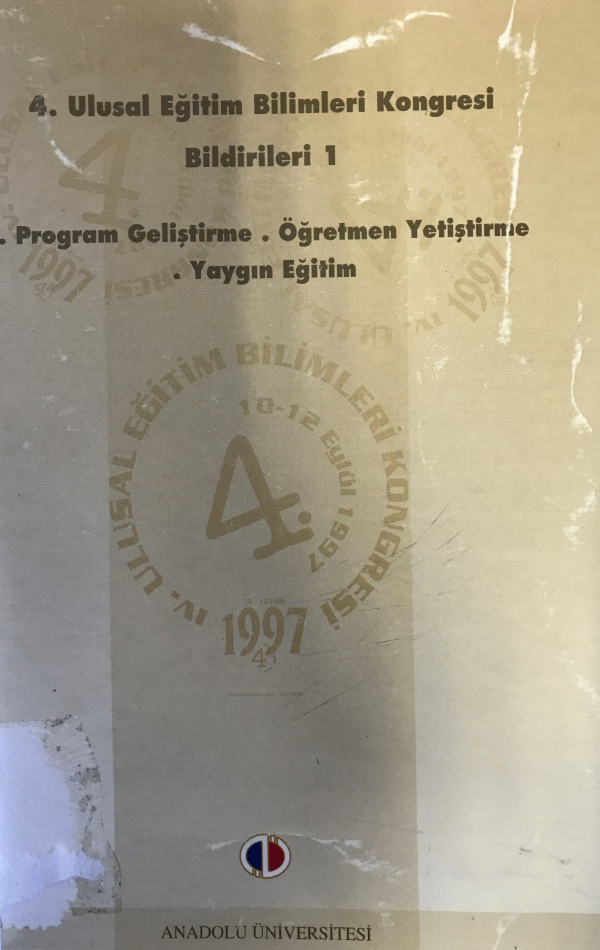 4. Ulusal Eğitim Bilimleri Kongresi
Bildirileri 1
. Program Geliştirme . Öğretmen Yetiştirme
. Yaygın Eğitim
IV. ULUSAL EĞİTİM BİLİMLERİ KONGRESİ
10-12 Eylül 1997
4.
1997
4.
ANADOLU ÜNİVERSİTESİ